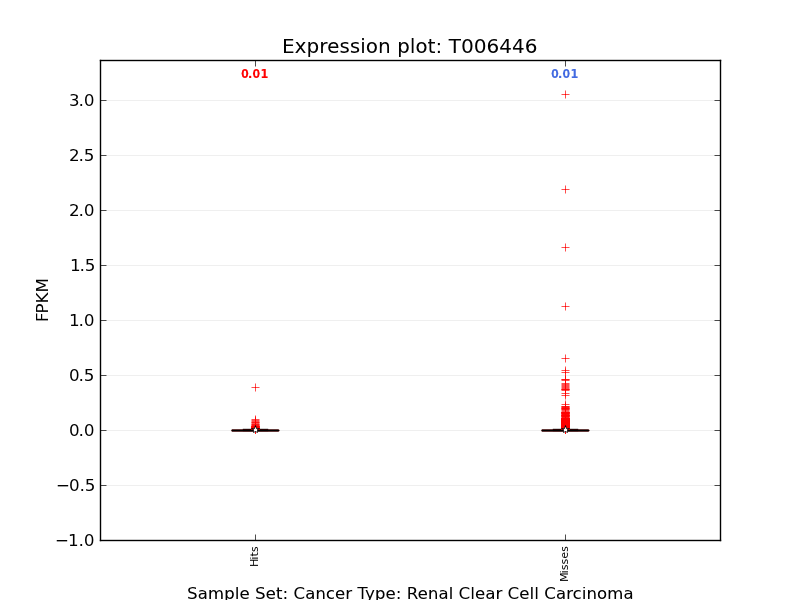 Expression plot: T006446
0.01
0.01
3.0
2.5
2.0
1.5
1.0
0.5
0.0
−0.5
−1.0
FPKM
Hits
Misses
Sample Set: Cancer Type: Renal Clear Cell Carcinoma